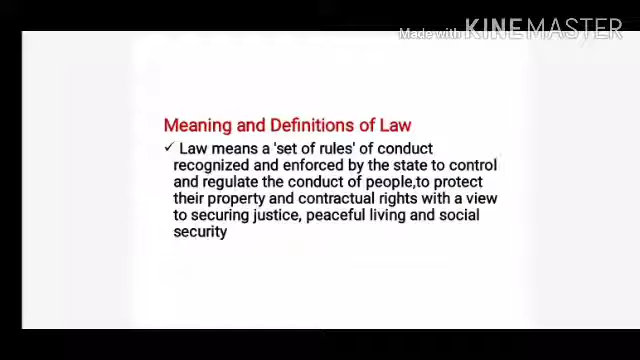 Made with KINEMASTER
Meaning and Definitions of Law
✓ Law means a 'set of rules' of conduct
recognized and enforced by the state to control
and regulate the conduct of people,to protect
their property and contractual rights with a view
to securing justice, peaceful living and social
security